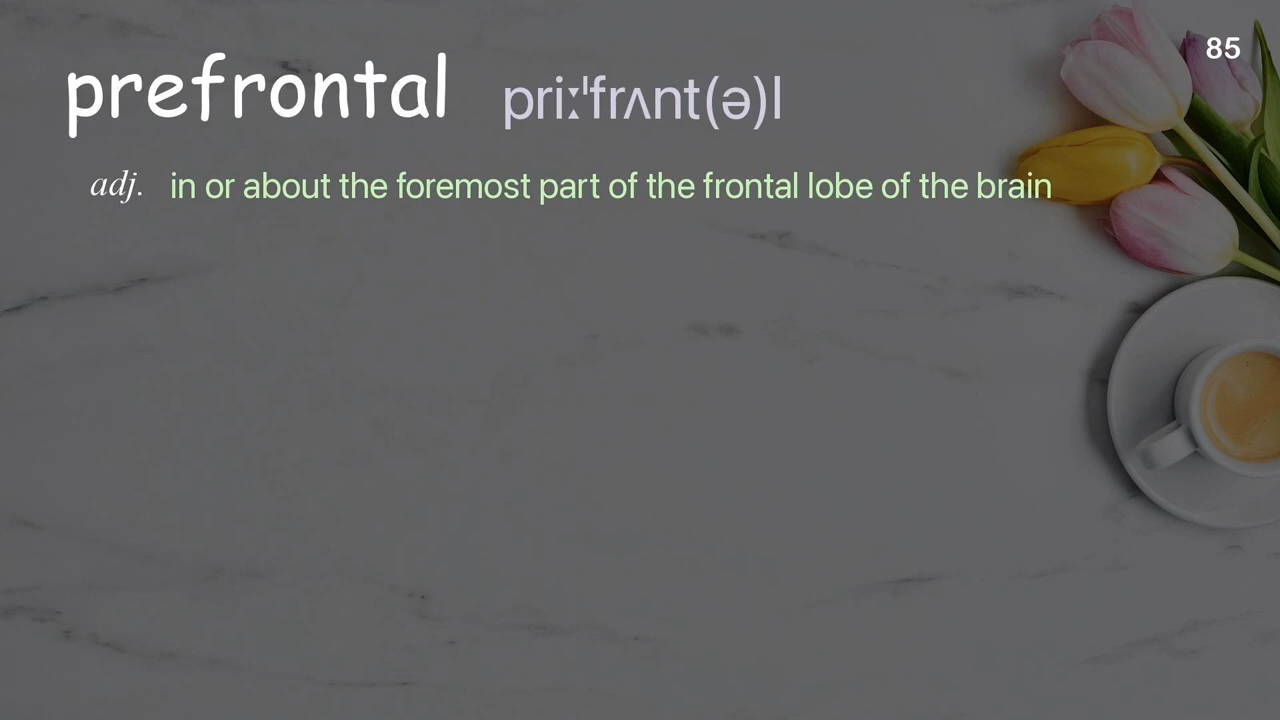 85
prefrontal priːˈfrʌnt(ə)l
adj. in or about the foremost part of the frontal lobe of the brain